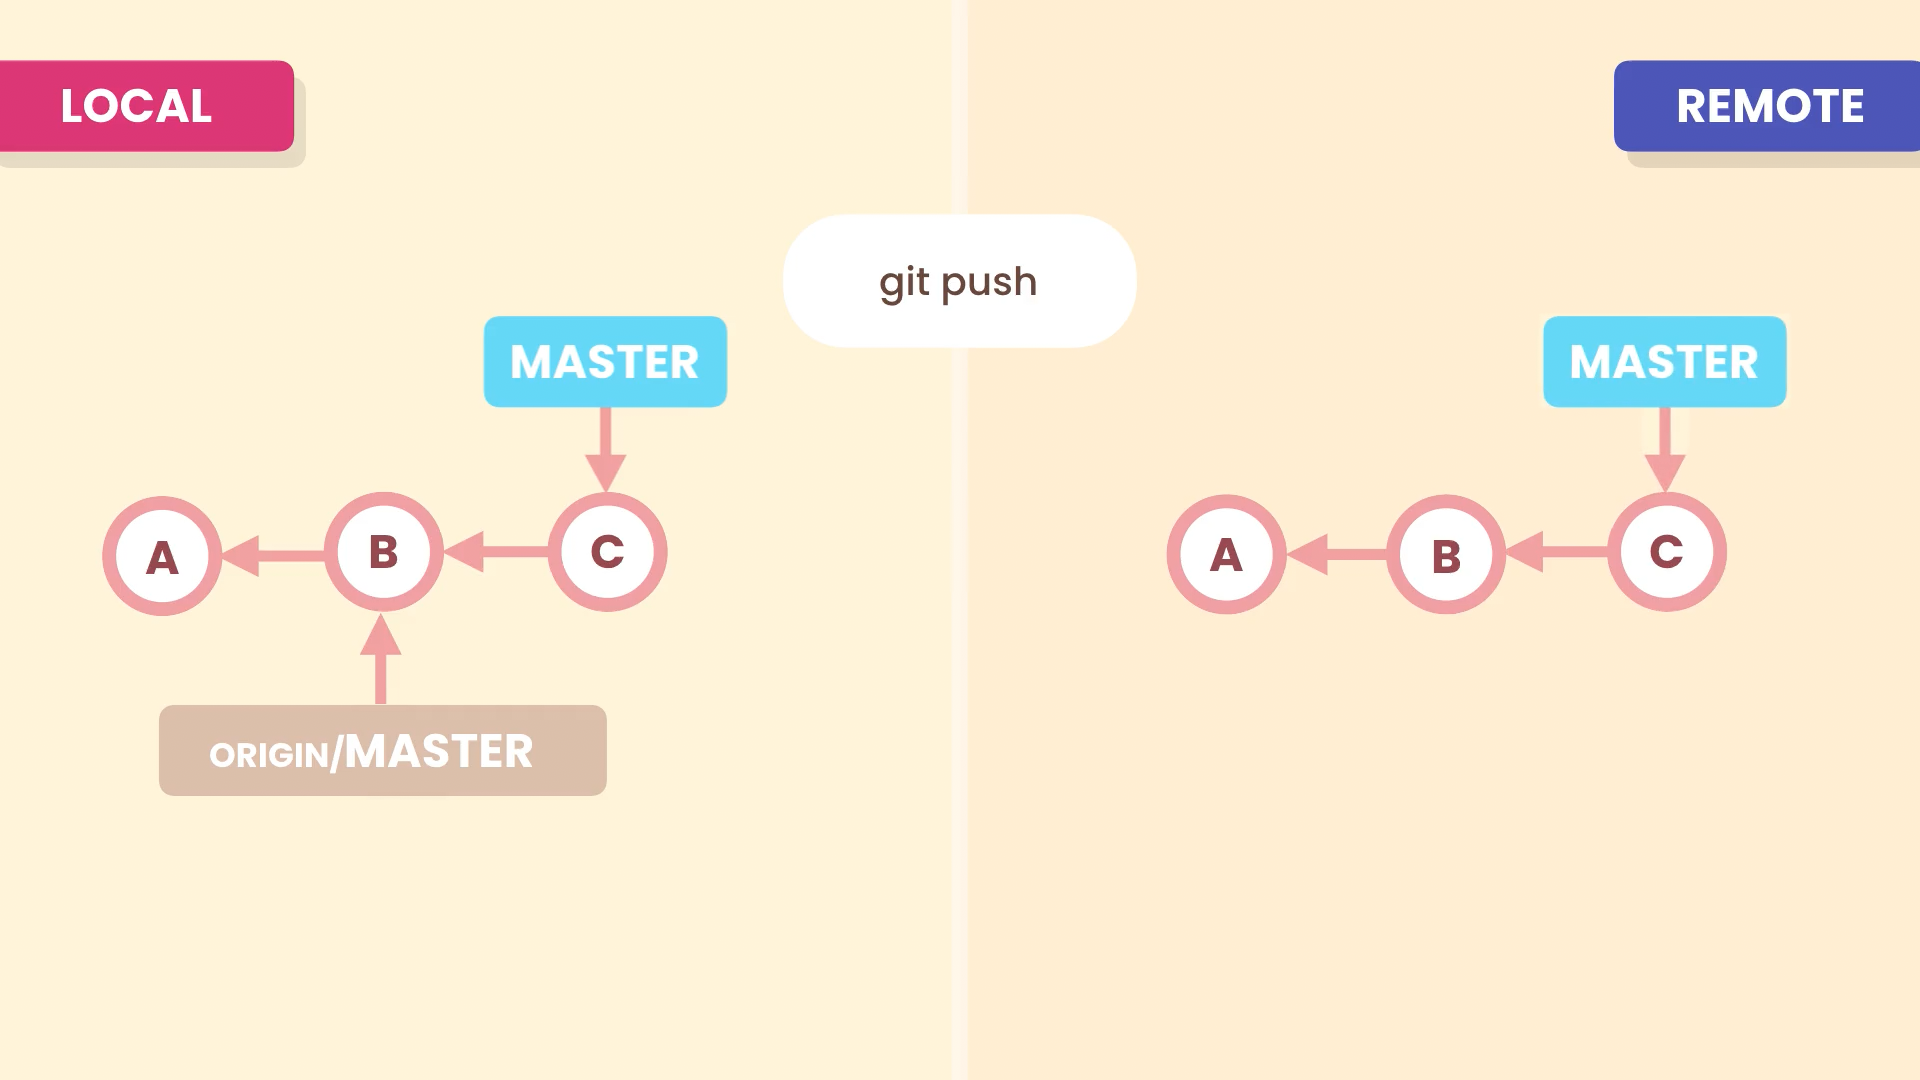 LOCAL
REMOTE
git push
MASTER
MASTER
A
B
C
A
B
C
ORIGIN/MASTER